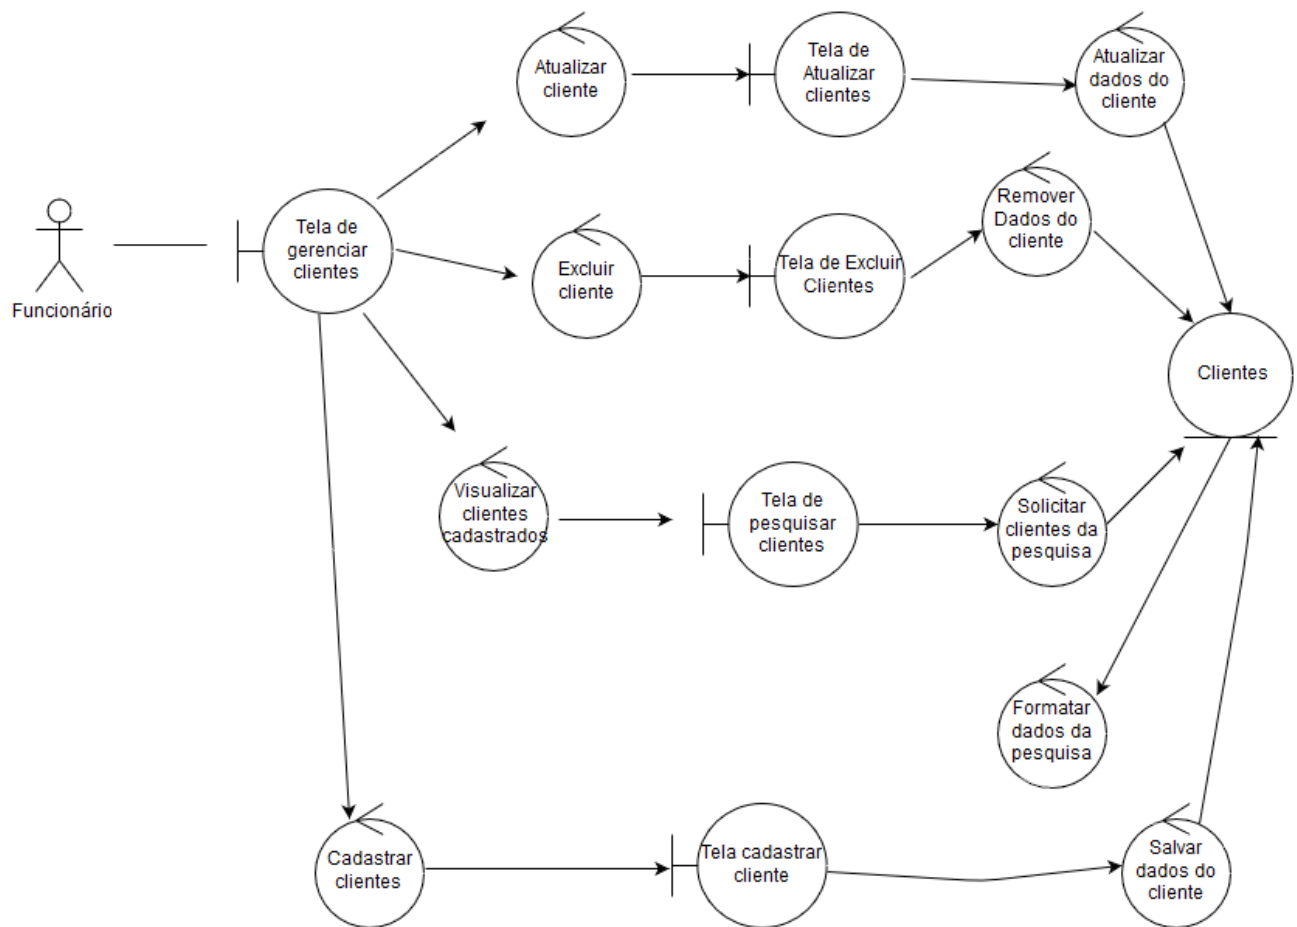 Atualizar
cliente
Tela de
Atualizar
clientes
Atualizar
dados do
cliente
Funcionário
Tela de
gerenciar
clientes
Excluir
cliente
Tela de Excluir
Clientes
Remover
Dados do
cliente
Clientes
Visualizar
clientes
cadastrados
Tela de
pesquisar
clientes
Solicitar
clientes da
pesquisa
Formatar
dados da
pesquisa
Cadastrar
clientes
Tela cadastrar
cliente
Salvar
dados do
cliente